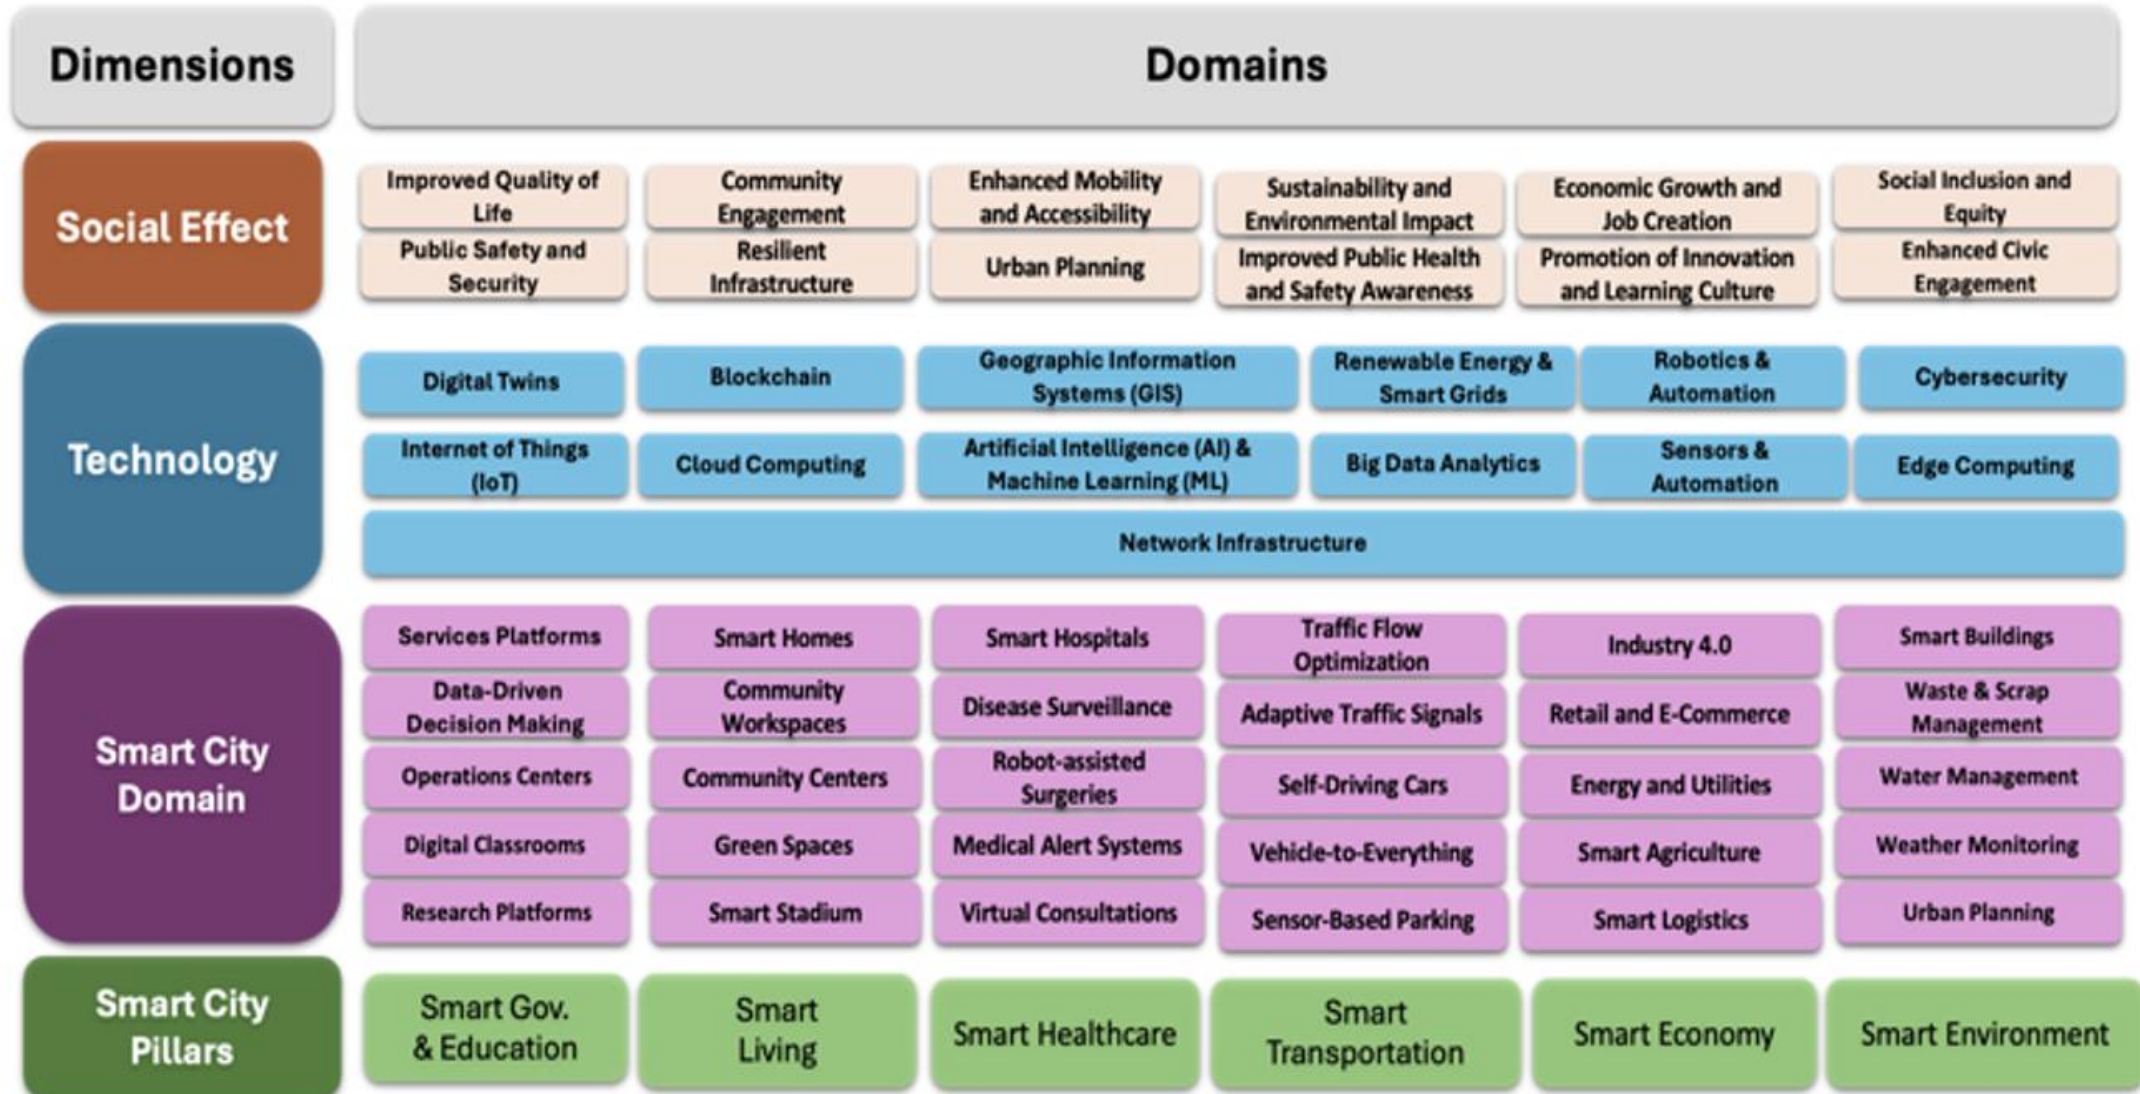 Dimensions
Domains
Social Effect
Improved Quality of
Life
Community
Engagement
Enhanced Mobility
and Accessibility
Sustainability and
Environmental Impact
Economic Growth and
Job Creation
Social Inclusion and
Equity
Public Safety and
Security
Resilient
Infrastructure
Urban Planning
Improved Public Health
and Safety Awareness
Promotion of Innovation
and Learning Culture
Enhanced Civic
Engagement
Technology
Digital Twins
Blockchain
Geographic Information
Systems (GIS)
Renewable Energy &
Smart Grids
Robotics &
Automation
Cybersecurity
Internet of Things
(IoT)
Cloud Computing
Artificial Intelligence (AI) &
Machine Learning (ML)
Big Data Analytics
Sensors &
Automation
Edge Computing
Network Infrastructure
Smart City
Domain
Services Platforms
Smart Homes
Smart Hospitals
Traffic Flow
Optimization
Industry 4.0
Smart Buildings
Data-Driven
Decision Making
Community
Workspaces
Disease Surveillance
Adaptive Traffic Signals
Retail and E-Commerce
Waste & Scrap
Management
Operations Centers
Community Centers
Robot-assisted
Surgeries
Self-Driving Cars
Energy and Utilities
Water Management
Digital Classrooms
Green Spaces
Medical Alert Systems
Vehicle-to-Everything
Smart Agriculture
Weather Monitoring
Research Platforms
Smart Stadium
Virtual Consultations
Sensor-Based Parking
Smart Logistics
Urban Planning
Smart City
Pillars
Smart Gov.
& Education
Smart
Living
Smart Healthcare
Smart
Transportation
Smart Economy
Smart Environment